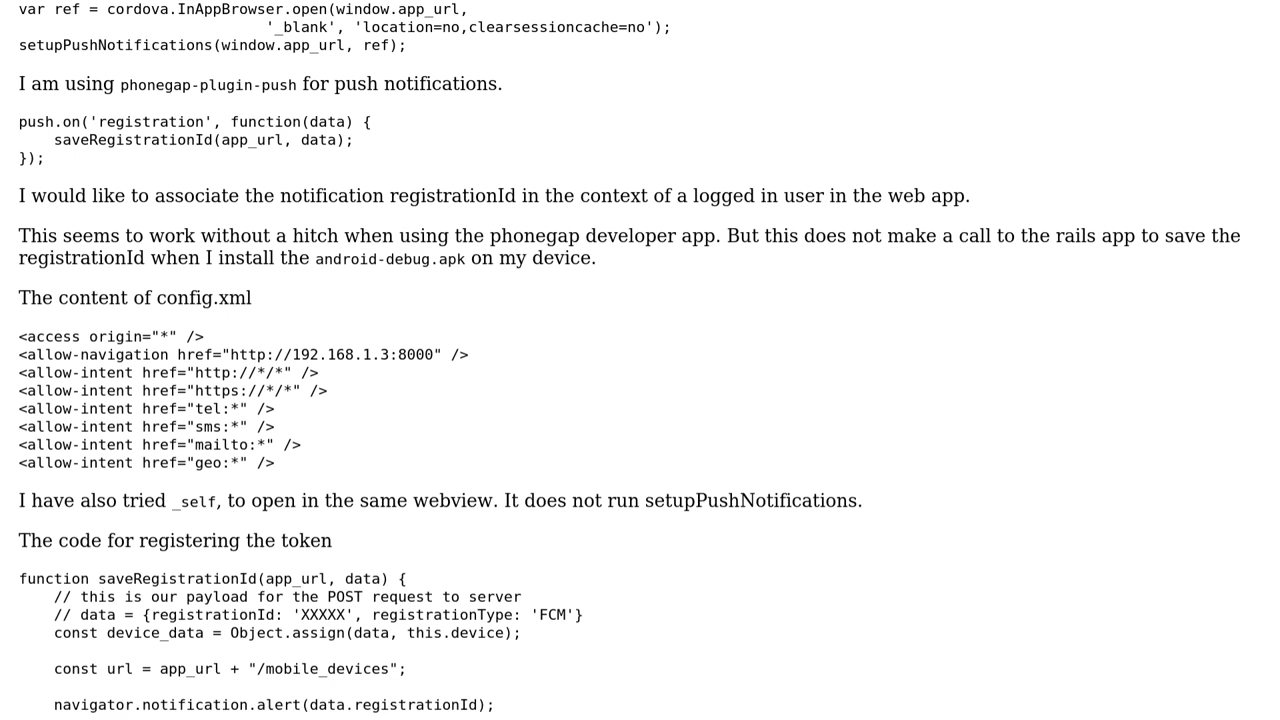 var ref = cordova.InAppBrowser.open(window.app_url,
                            '_blank', 'location=no,clearsessioncache=no');
setupPushNotifications(window.app_url, ref);
I am using phonegap-plugin-push for push notifications.
push.on('registration', function(data) {
    saveRegistrationId(app_url, data);
});
I would like to associate the notification registrationId in the context of a logged in user in the web app.
This seems to work without a hitch when using the phonegap developer app. But this does not make a call to the rails app to save the
registrationId when I install the android-debug.apk on my device.
The content of config.xml
<access origin="*" />
<allow-navigation href="http://192.168.1.3:8000" />
<allow-intent href="http://*/*" />
<allow-intent href="https://*/*" />
<allow-intent href="tel:*" />
<allow-intent href="sms:*" />
<allow-intent href="mailto:*" />
<allow-intent href="geo:*" />
I have also tried _self, to open in the same webview. It does not run setupPushNotifications.
The code for registering the token
function saveRegistrationId(app_url, data) {
    // this is our payload for the POST request to server
    // data = {registrationId: 'XXXXX', registrationType: 'FCM'}
    const device_data = Object.assign(data, this.device);
    const url = app_url + "/mobile_devices";
    navigator.notification.alert(data.registrationId);